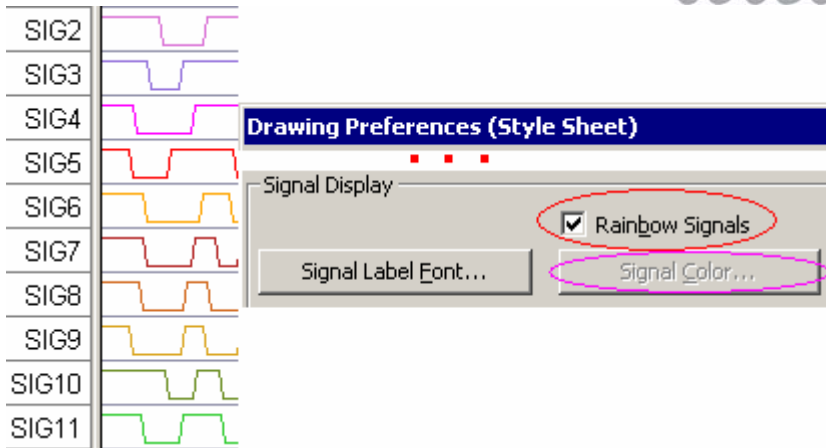 SIG2
SIG3
SIG4
SIG5
SIG6
SIG7
SIG8
SIG9
SIG10
SIG11
Drawing Preferences (Style Sheet)
Signal Display
Rainbow Signals
Signal Label Font...
Signal Color...